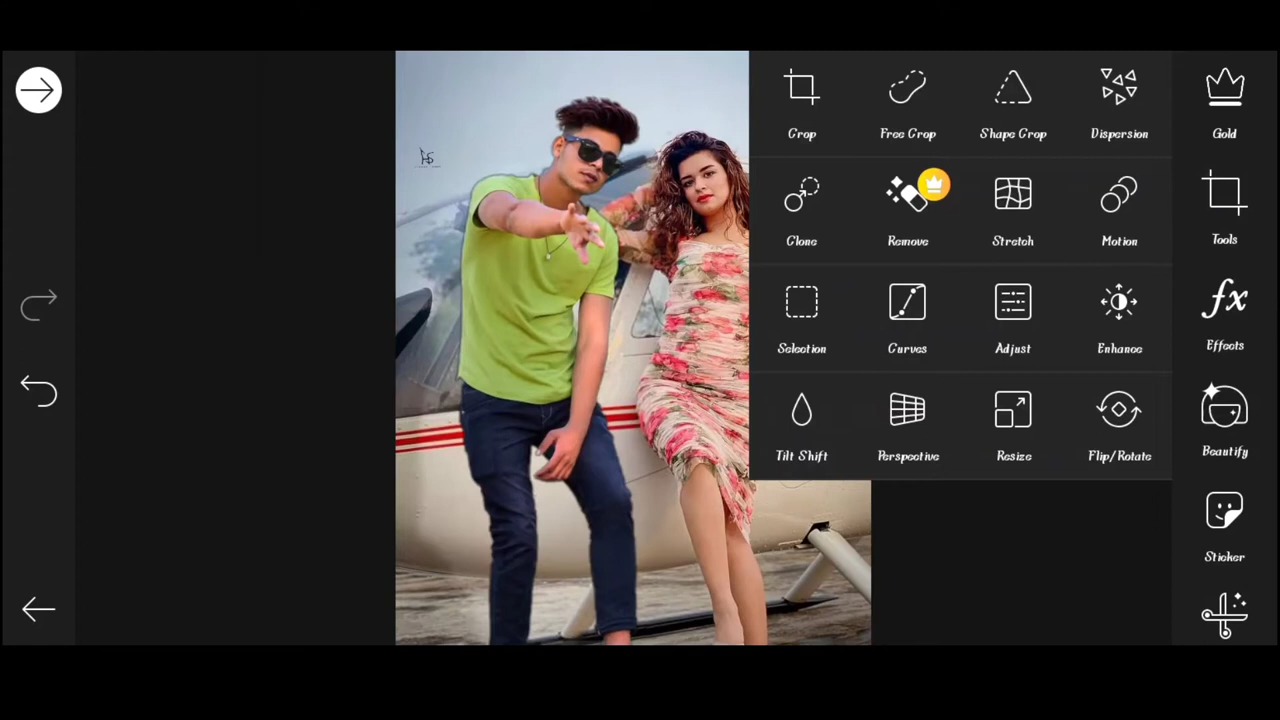 Crop
Free Crop
Shape Crop
Dispersion
Gold
Clone
Remove
Stretch
Motion
Tools
Selection
Curves
Adjust
Enhance
fx
Effects
Tilt Shift
Perspective
Resize
Flip/Rotate
Beautify
Sticker